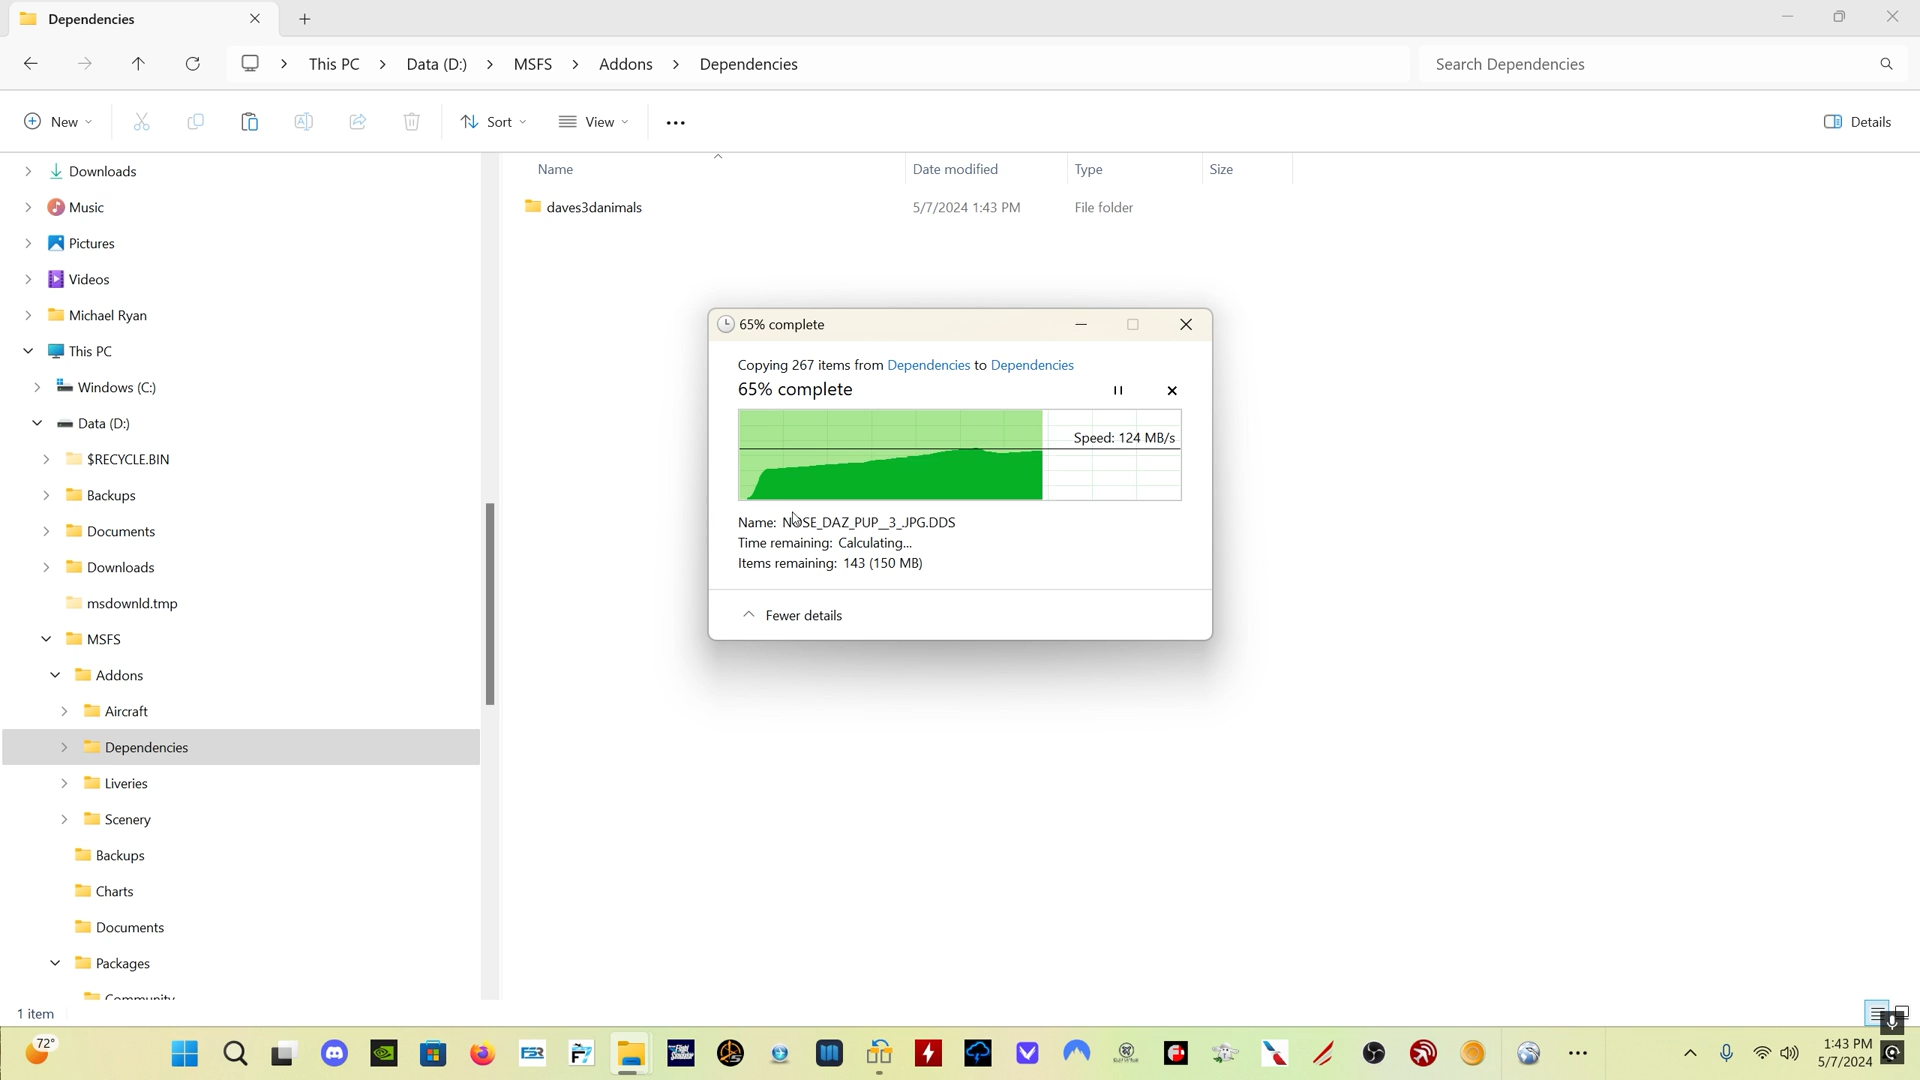 Dependencies
This PC > Data (D:) > MSFS > Addons > Dependencies
Search Dependencies
New
Sort
View
Details
Name
Date modified
Type
Size
daves3danimals
5/7/2024 1:43 PM
File folder
Downloads
Music
Pictures
Videos
Michael Ryan
This PC
Windows (C:)
Data (D:)
$RECYCLE.BIN
Backups
Documents
Downloads
msdownld.tmp
MSFS
Addons
Aircraft
Dependencies
Liveries
Scenery
Backups
Charts
Documents
Packages
Community
65% complete
Copying 267 items from Dependencies to Dependencies
65% complete
Speed: 124 MB/s
Name: NOSE_DAZ_PUP__3_JPG.DDS
Time remaining: Calculating...
Items remaining: 143 (150 MB)
Fewer details
1 item
72°
FSR
1:43 PM
5/7/2024